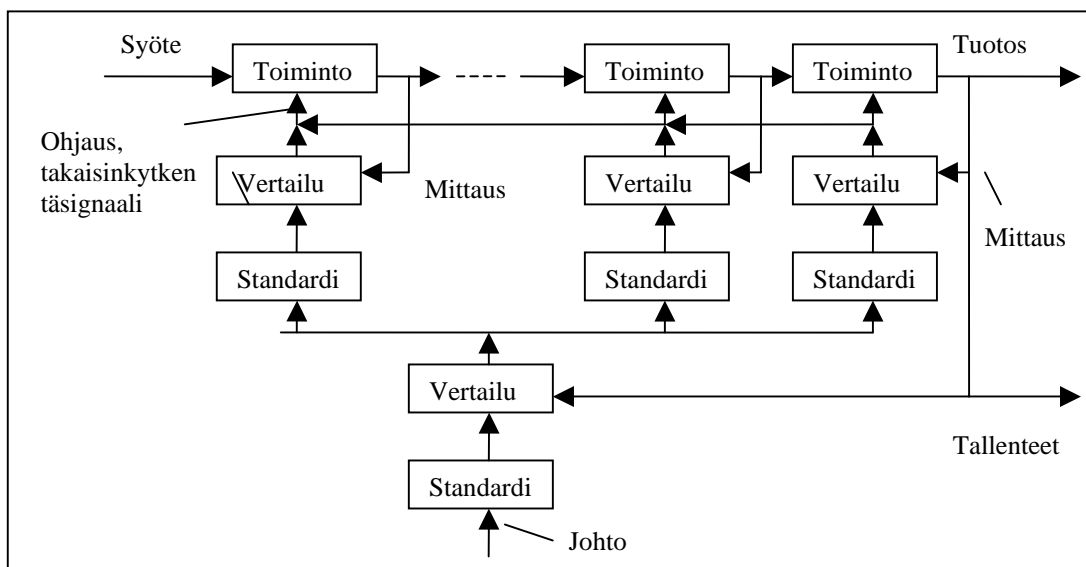 Syöte
Tuotos
Toiminto
Toiminto
Toiminto
Ohjaus,
takaisinkytken
täsignaali
Vertailu
Mittaus
Vertailu
Vertailu
Mittaus
Standardi
Standardi
Standardi
Vertailu
Tallenteet
Standardi
Johto